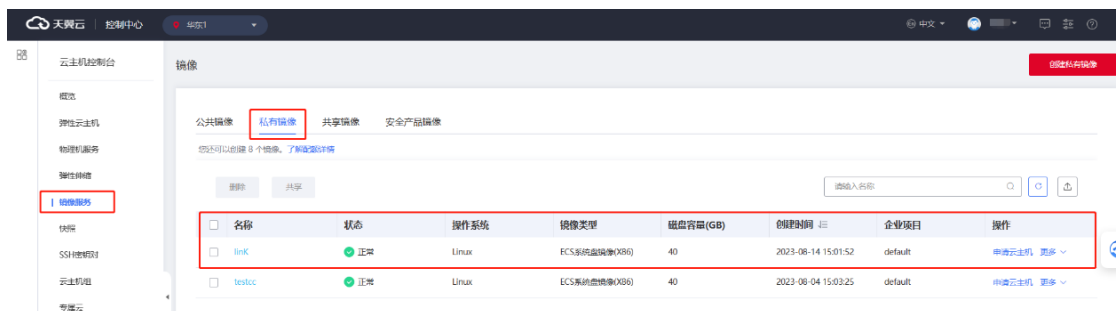 天翼云 控制中心 华东1 中文
云主机控制台
镜像
创建私有镜像
概览
弹性云主机
公共镜像 私有镜像 共享镜像 安全产品镜像
物理机服务
您还可以创建 8 个镜像。了解配额详情
弹性伸缩
删除 共享 请输入名称
镜像服务
名称 状态 操作系统 镜像类型 磁盘容量(GB) 创建时间 企业项目 操作
快照
linK 正常 Linux ECS系统盘镜像(X86) 40 2023-08-14 15:01:52 default 申请云主机 更多
SSH密钥对
testcc 正常 Linux ECS系统盘镜像(X86) 40 2023-08-04 15:03:25 default 申请云主机 更多
云主机组
专属云